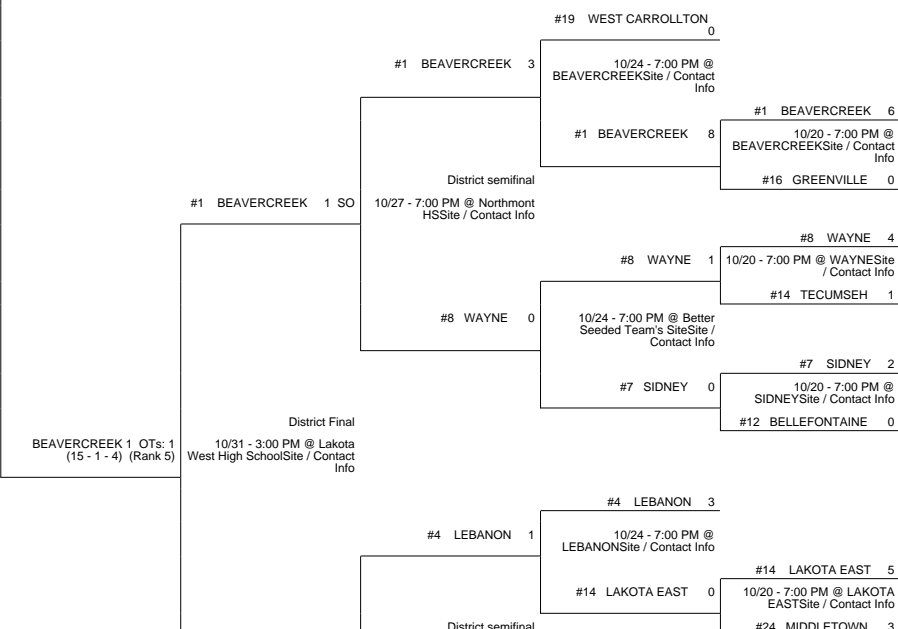 #19 WEST CARROLLTON
0
#1 BEAVERCREEK 3
10/24 - 7:00 PM @
BEAVERCREEKSite / Contact
Info
#1 BEAVERCREEK 6
#1 BEAVERCREEK 8
10/20 - 7:00 PM @
BEAVERCREEKSite / Contact
Info
District semifinal
#16 GREENVILLE 0
#1 BEAVERCREEK 1 SO
10/27 - 7:00 PM @ Northmont
HSSite / Contact Info
#8 WAYNE 4
#8 WAYNE 1
10/20 - 7:00 PM @ WAYNESite
/ Contact Info
#14 TECUMSEH 1
#8 WAYNE 0
10/24 - 7:00 PM @ Better
Seeded Team's SiteSite /
Contact Info
#7 SIDNEY 2
#7 SIDNEY 0
10/20 - 7:00 PM @
SIDNEYSite / Contact Info
District Final
#12 BELLEFONTAINE 0
BEAVERCREEK 1 OTs: 1
(15 - 1 - 4) (Rank 5)
10/31 - 3:00 PM @ Lakota
West High SchoolSite / Contact
Info
#4 LEBANON 3
#4 LEBANON 1
10/24 - 7:00 PM @
LEBANONSite / Contact Info
#14 LAKOTA EAST 5
#14 LAKOTA EAST 0
10/20 - 7:00 PM @ LAKOTA
EASTSite / Contact Info
District semifinal
#24 MIDDLETOWN 3